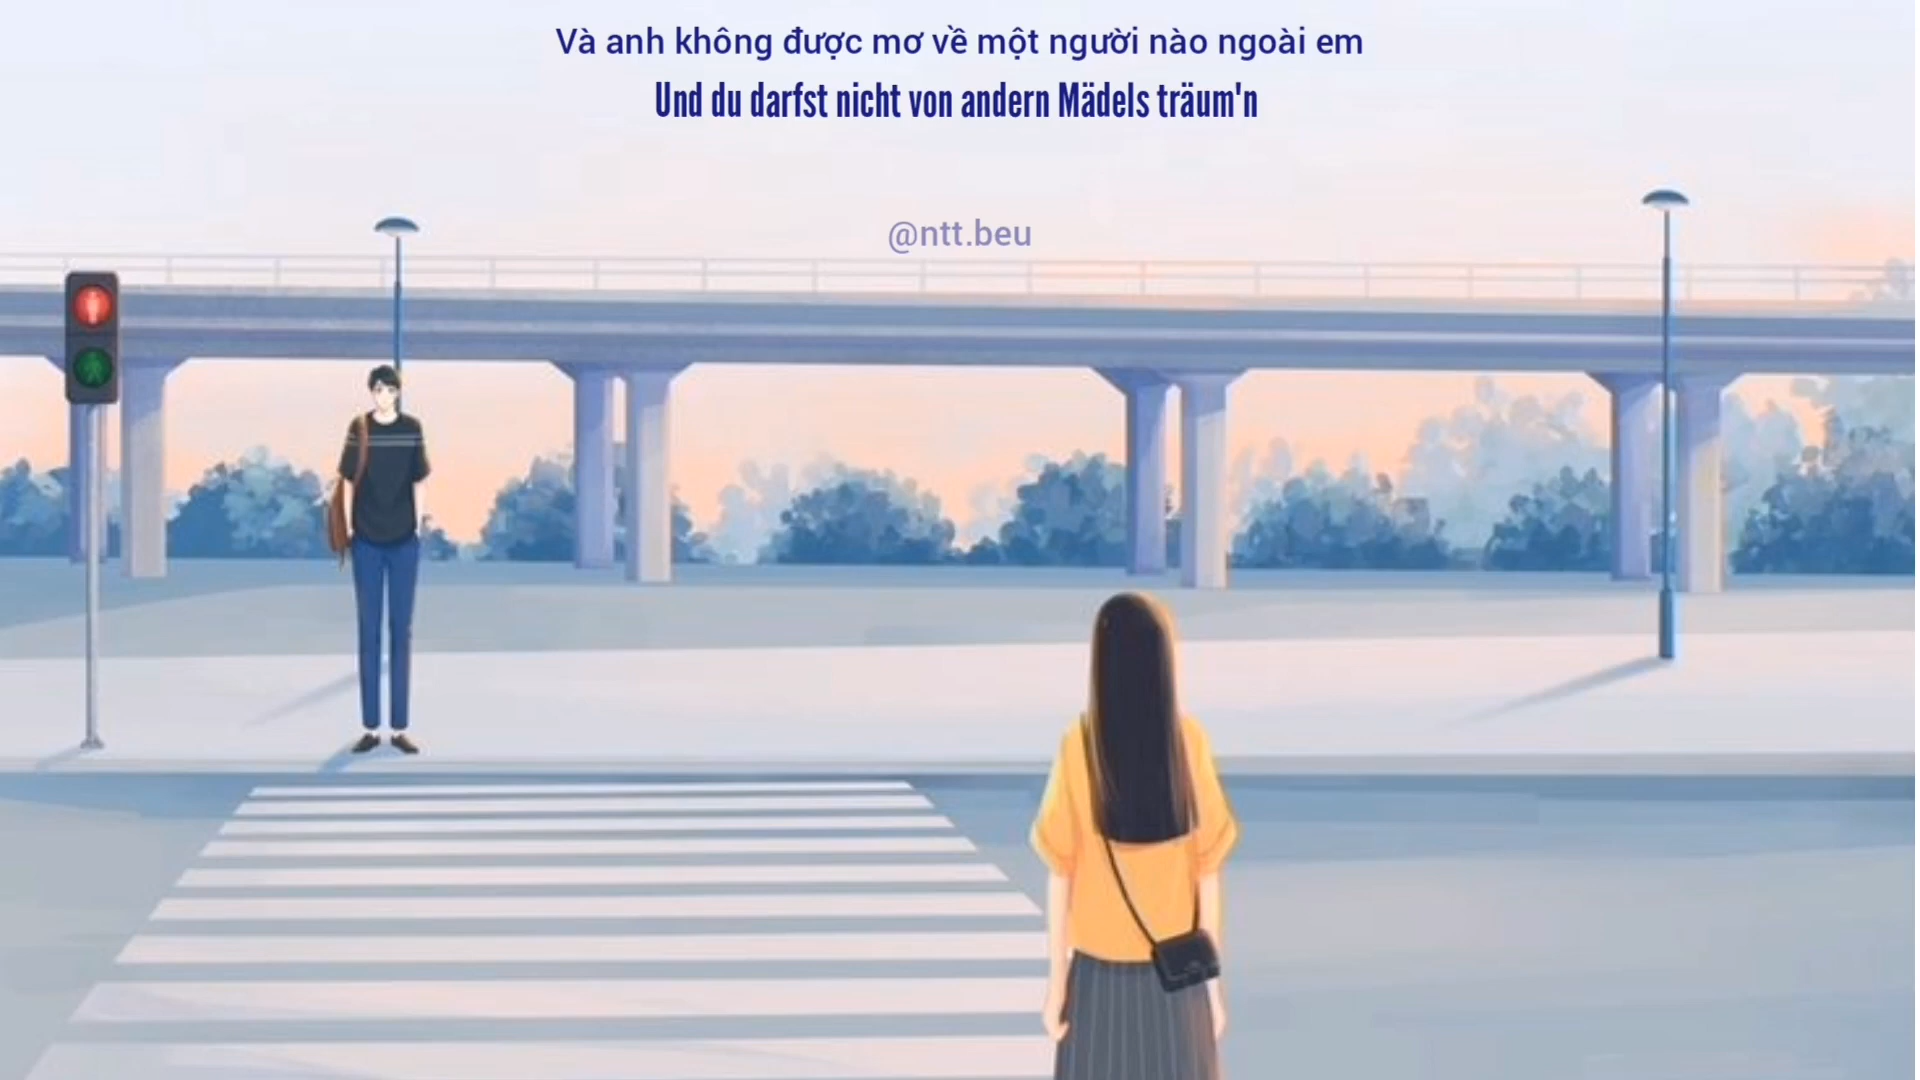 Và anh không được mơ về một người nào ngoài em
Und du darfst nicht von andern Mädels träum'n
@ntt.beu